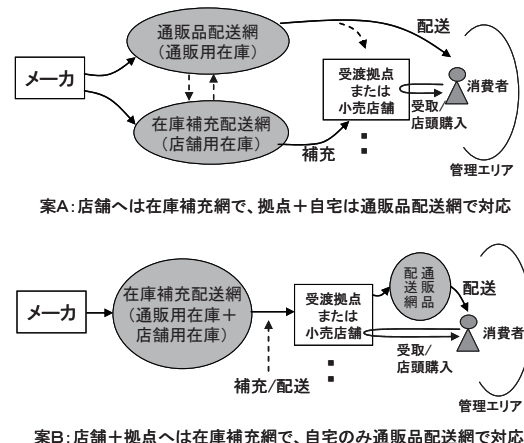 通販品配送網
(通販用在庫)
配送
メーカ
受渡拠点
または
小売店舗
消費者
受取/
店頭購入
在庫補充配送網
(店舗用在庫)
補充
管理エリア
案A:店舗へは在庫補充網で、拠点+自宅は通販品配送網で対応
通販品
配送網
配送
メーカ
在庫補充配送網
(通販用在庫+
店舗用在庫)
受渡拠点
または
小売店舗
消費者
受取/
店頭購入
補充/配送
管理エリア
案B:店舗+拠点へは在庫補充網で、自宅のみ通販品配送網で対応